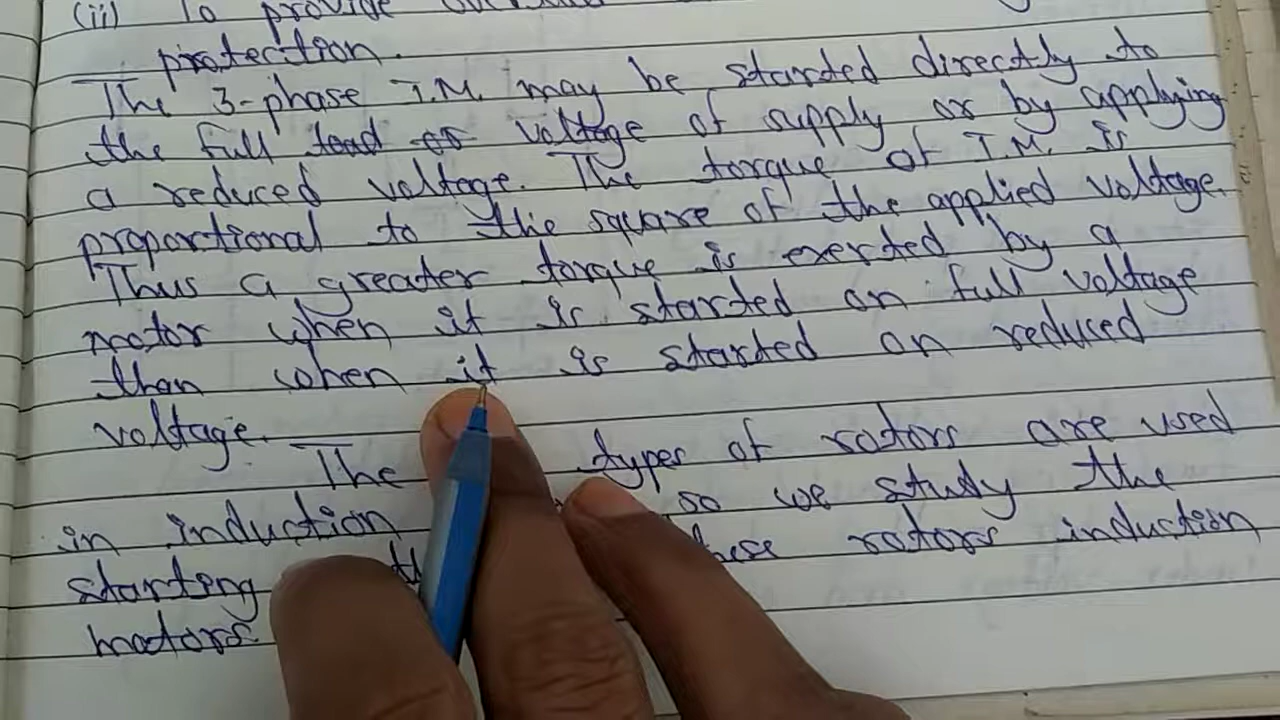 (ii) To provide
protection.
The 3-phase I.M. may be started directly to
the full load or voltage of supply or by applying
a reduced voltage. The torque of I.M. is
proportional to the square of the applied voltage.
Thus a greater torque is exerted by a
motor when it is started on full voltage
than when it is started on reduced
voltage.
The types of rotors are used
in induction so we study the
starting these rotors induction
motors